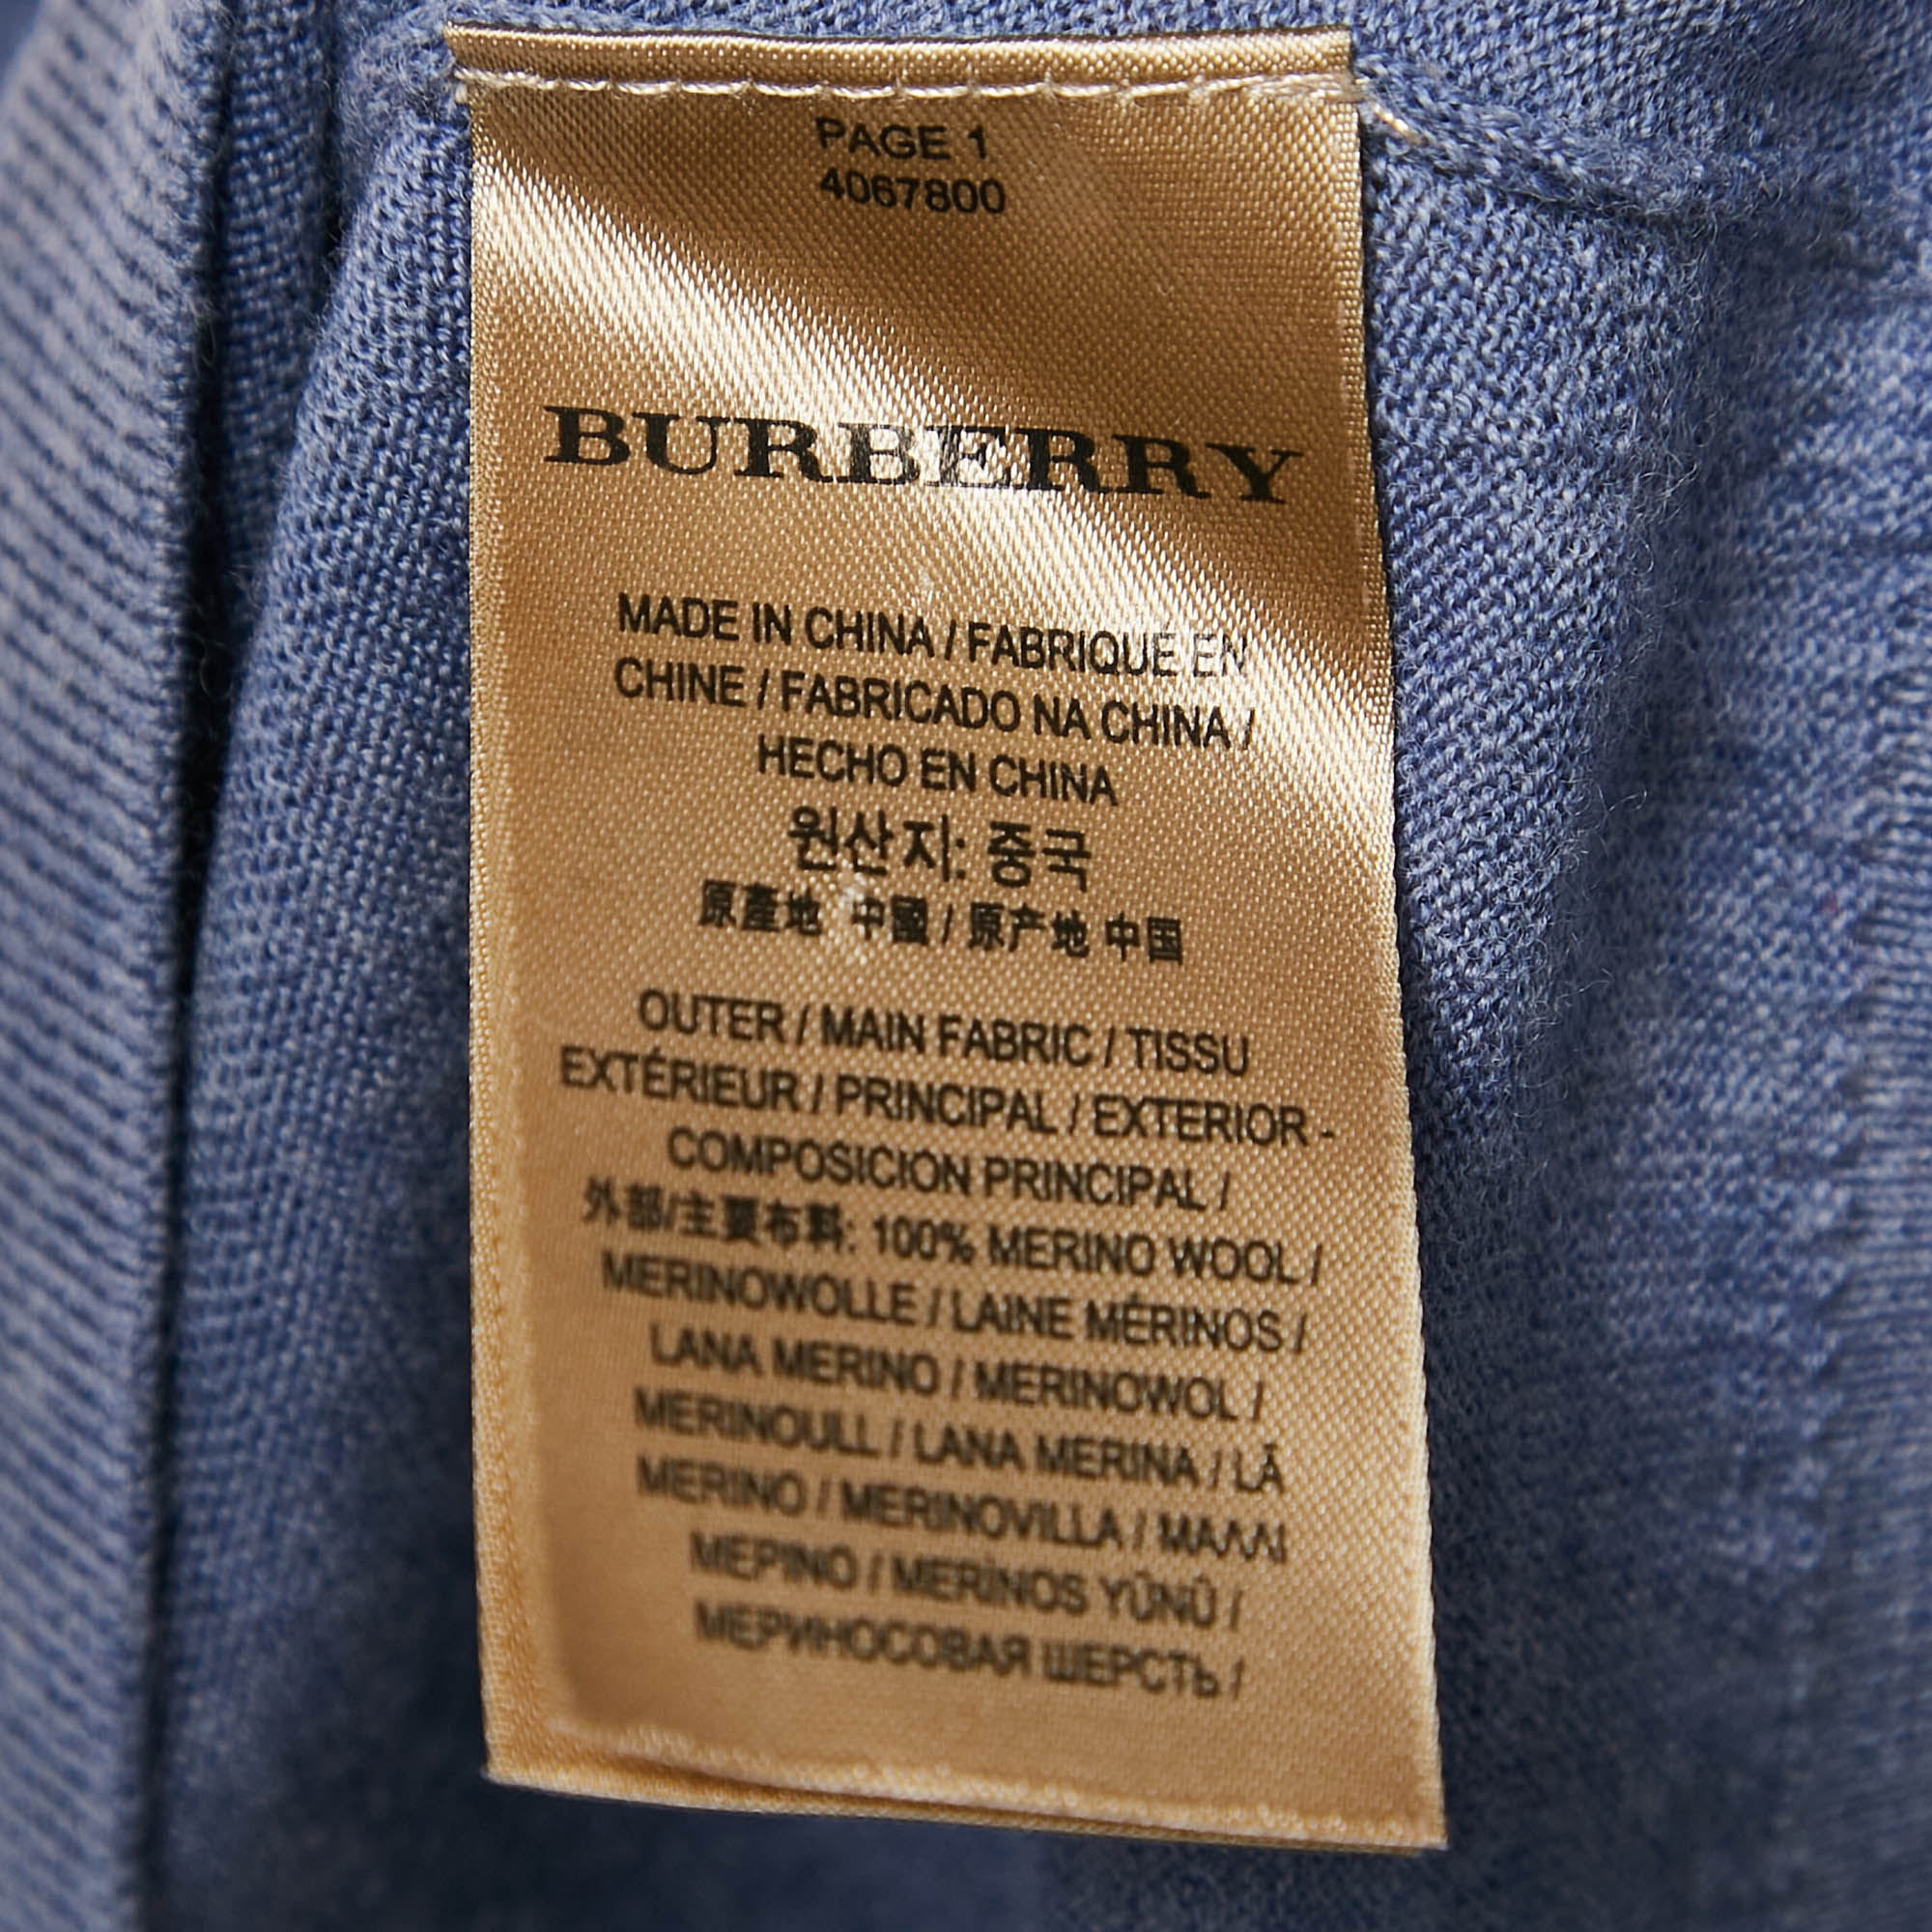 PAGE 1
4067800
BURBERRY
MADE IN CHINA / FABRIQUÉ EN
CHINE / FABRICADO NA CHINA /
HECHO EN CHINA
원산지: 중국
原產地 中國 / 原产地 中国
OUTER / MAIN FABRIC / TISSU
EXTÉRIEUR / PRINCIPAL / EXTERIOR -
COMPOSICIÓN PRINCIPAL /
外部/主要布料: 100% MERINO WOOL /
MERINOWOLLE / LAINE MÉRINOS /
LANA MERINO / MERINOWOL /
MERINOULL / LANA MERINA / LÃ
MERINO / MERINOVILLA / ΜΑΛΛΙ
ΜΕΡΙΝΟ / MERİNOS YÜNÜ /
МЕРИНОСОВАЯ ШЕРСТЬ /